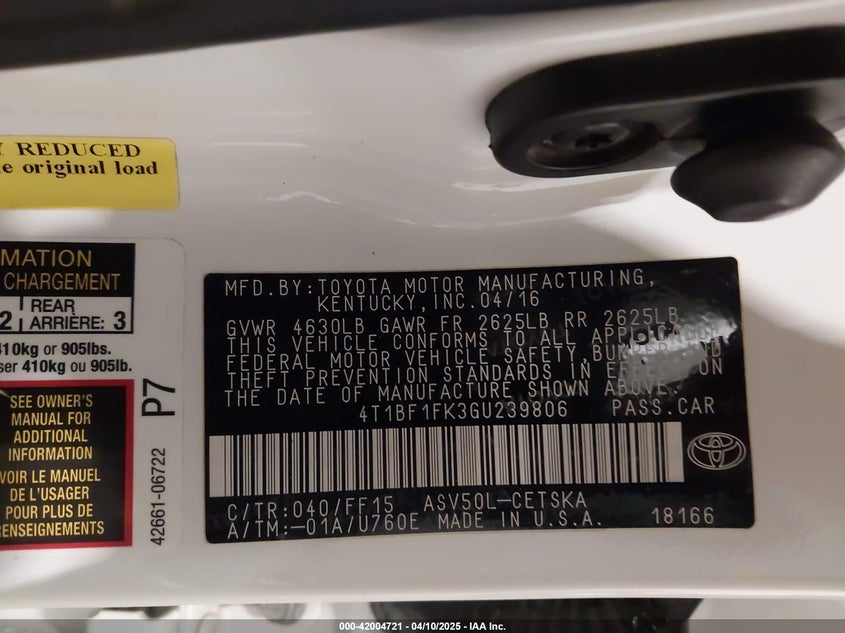 Y REDUCED
e original load
MATION
CHARGEMENT
2 REAR
ARRIÈRE: 3
410kg or 905lbs.
ser 410kg ou 905lb.
SEE OWNER'S
MANUAL FOR
ADDITIONAL
INFORMATION
VOIR LE MANUEL
DE L'USAGER
POUR PLUS DE
RENSEIGNEMENTS
P7
42661-06722
MFD.BY:TOYOTA MOTOR MANUFACTURING,
KENTUCKY, INC.04/16
GVWR 4630LB GAWR FR 2625LB RR 2625LB
THIS VEHICLE CONFORMS TO ALL APPLICABLE
FEDERAL MOTOR VEHICLE SAFETY, BUMPER AND
THEFT PREVENTION STANDARDS IN EFFECT ON
THE DATE OF MANUFACTURE SHOWN ABOVE.
4T1BF1FK3GU239806 PASS.CAR
C/TR:040/FF15 ASV50L-CETSKA
A/TM:-01A/U760E MADE IN U.S.A. 18166
000-42004721 - 04/10/2025 - IAA Inc.